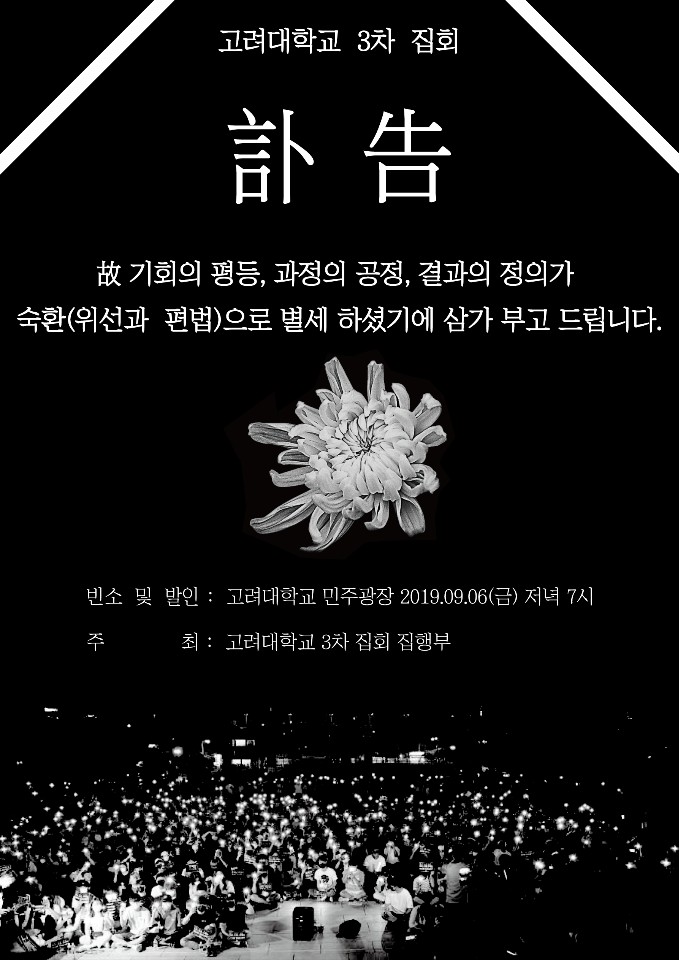 고려대학교 3차 집회
訃 告
故 기회의 평등, 과정의 공정, 결과의 정의가
숙환(위선과 편법)으로 별세 하셨기에 삼가 부고 드립니다.
빈소 및 발인 : 고려대학교 민주광장 2019.09.06(금) 저녁 7시
주 최 : 고려대학교 3차 집회 집행부